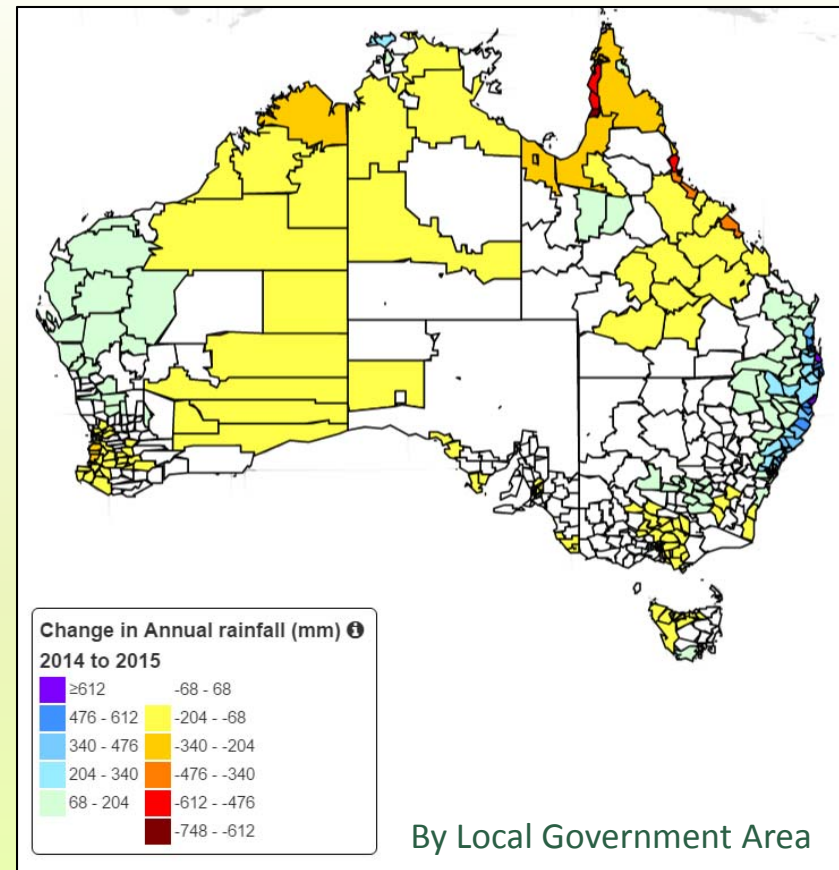 Change in Annual rainfall (mm) ℹ
2014 to 2015
≥612 -68 - 68
476 - 612 -204 - -68
340 - 476 -340 - -204
204 - 340 -476 - -340
68 - 204 -612 - -476
-748 - -612
By Local Government Area